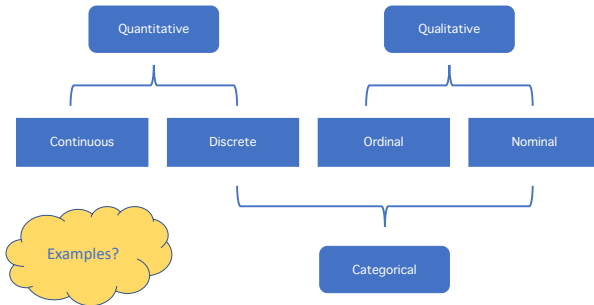 Quantitative
Qualitative
Continuous
Discrete
Ordinal
Nominal
Examples?
Categorical